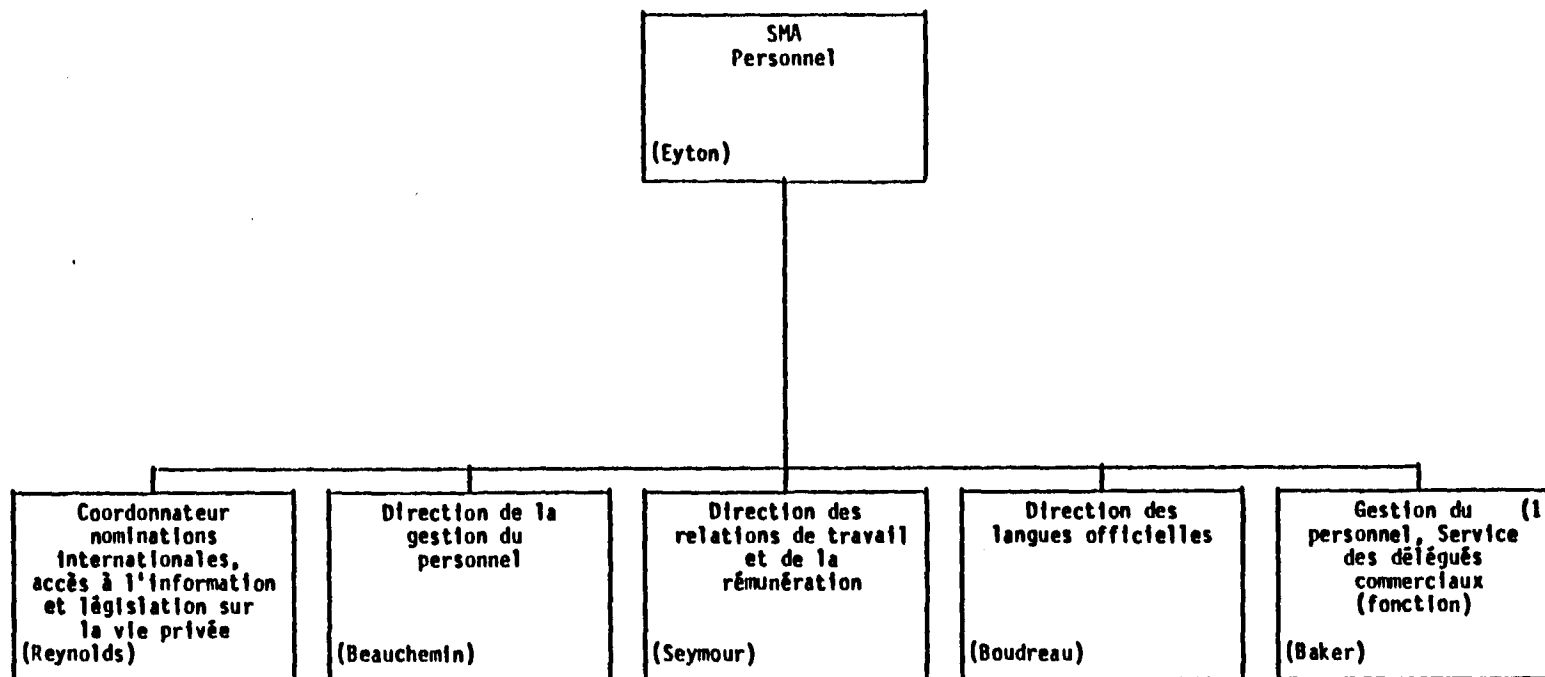 SMA
Personnel
(Eyton)
Coordonnateur
nominations
internationales,
accès à l'information
et législation sur
la vie privée
(Reynolds)
Direction de la
gestion du
personnel
(Beauchemin)
Direction des
relations de travail
et de la
rémunération
(Seymour)
Direction des
langues officielles
(Boudreau)
Gestion du (1
personnel, Service
des délégués
commerciaux
(fonction)
(Baker)